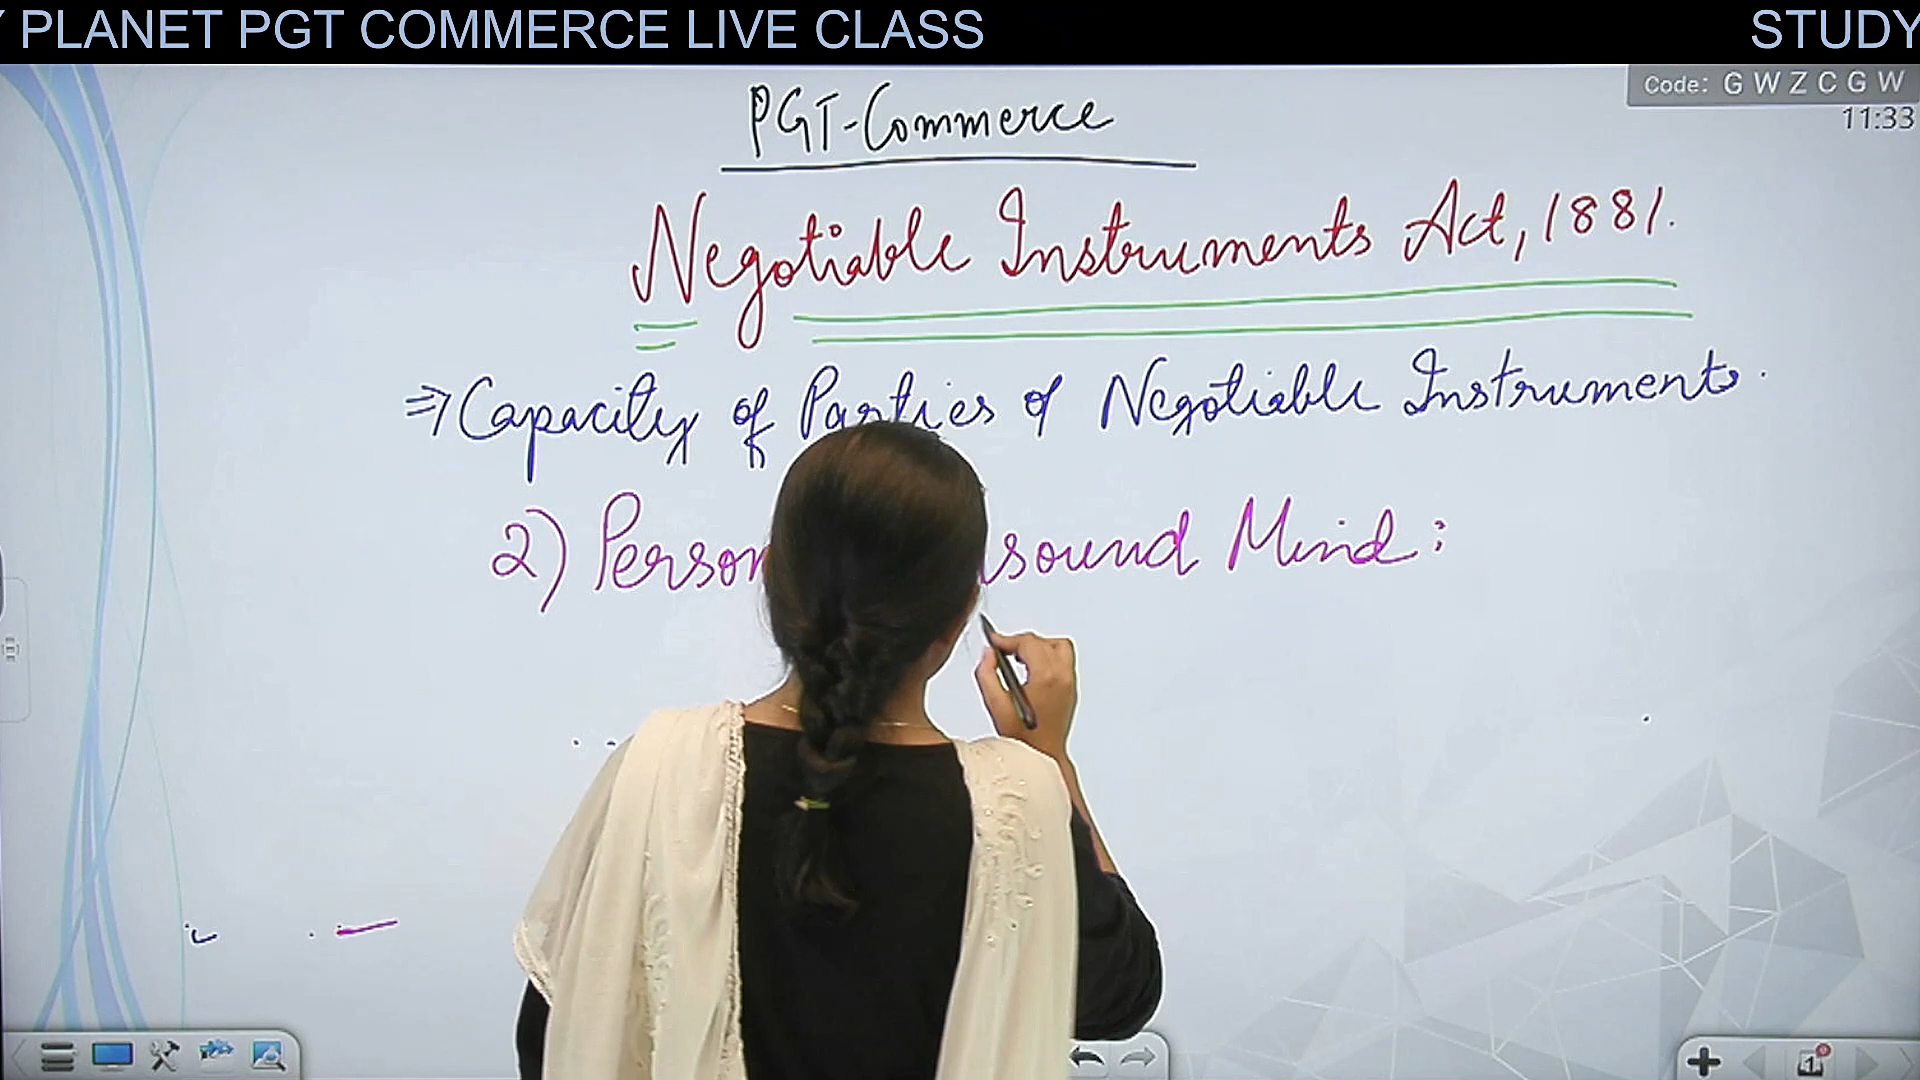 Y PLANET PGT COMMERCE LIVE CLASS STUDY
Code: G W Z C G W
11:33
PGT-Commerce
Negotiable Instruments Act, 1881.
⇒ Capacity of Parties of Negotiable Instruments.
2) Person sound Mind:
1